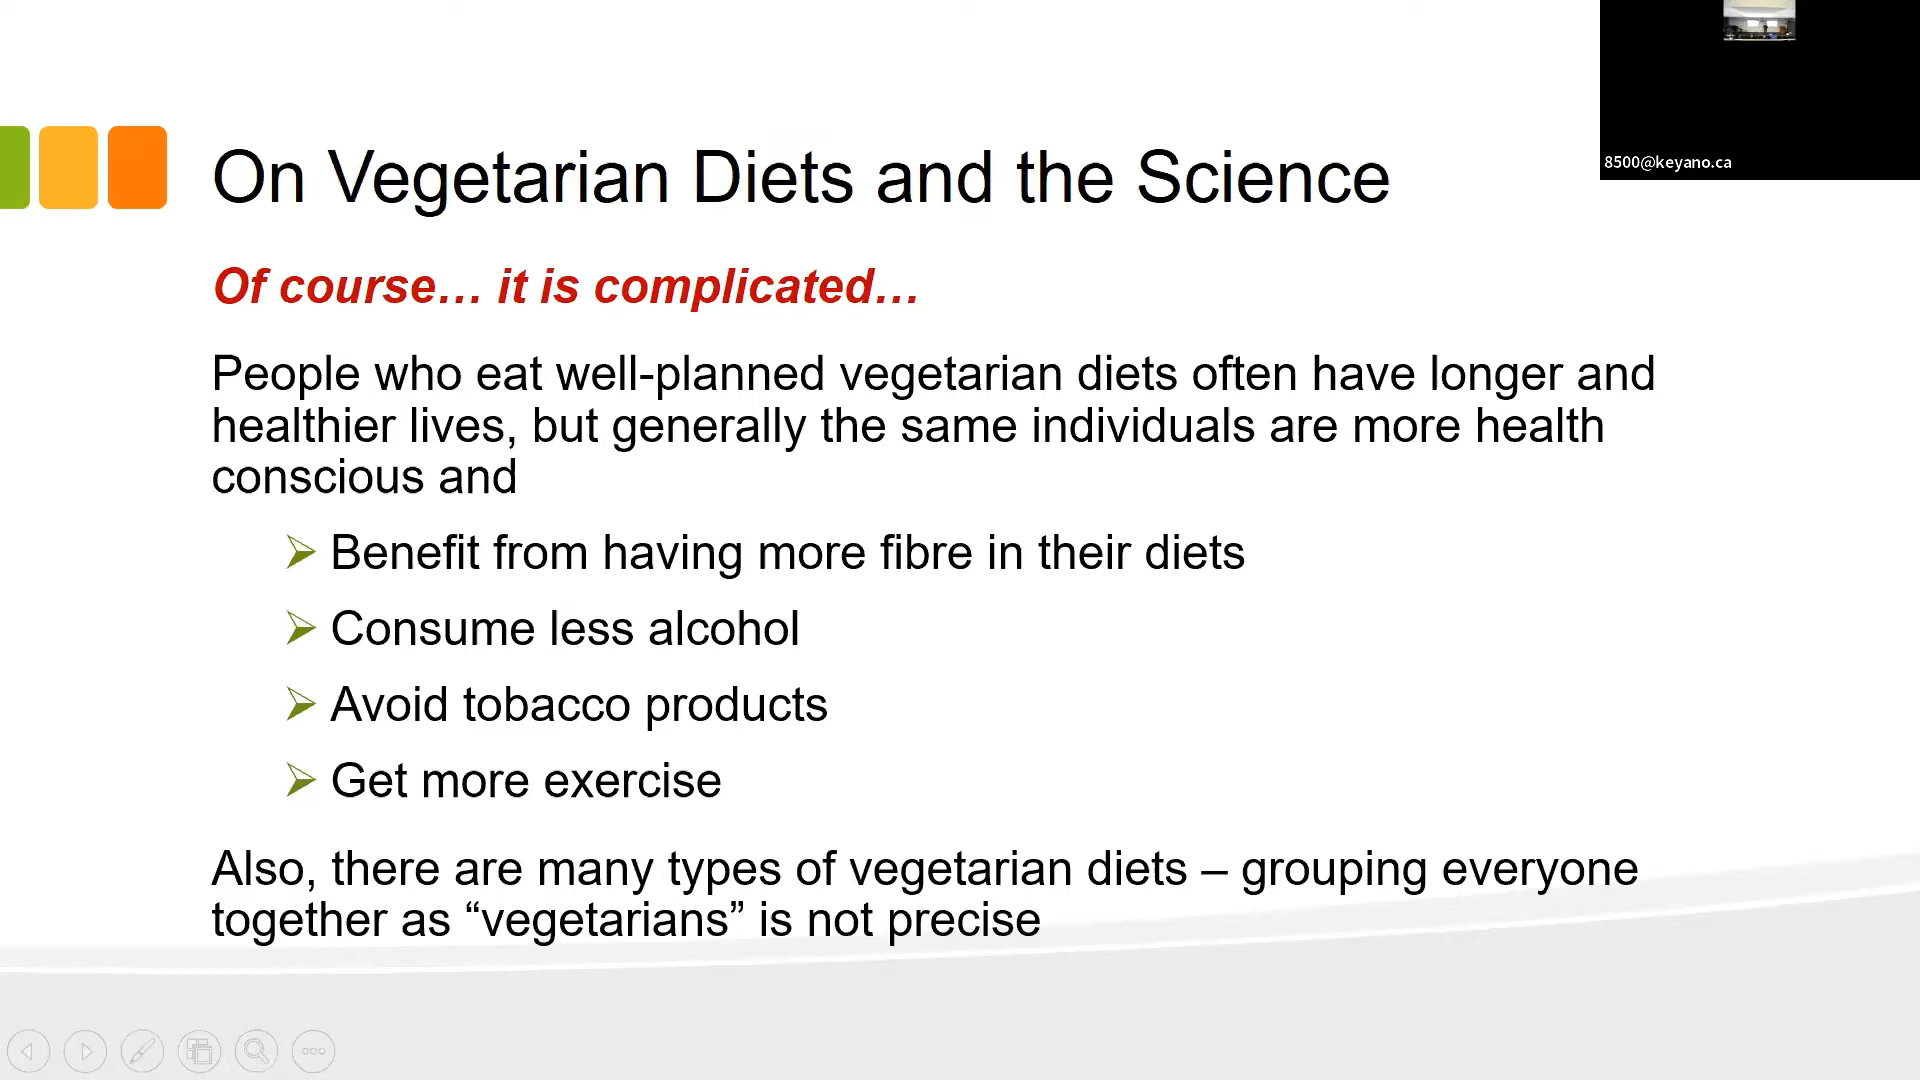 8500@keyano.ca
On Vegetarian Diets and the Science
Of course… it is complicated…
People who eat well-planned vegetarian diets often have longer and
healthier lives, but generally the same individuals are more health
conscious and
Benefit from having more fibre in their diets
Consume less alcohol
Avoid tobacco products
Get more exercise
Also, there are many types of vegetarian diets – grouping everyone
together as “vegetarians” is not precise